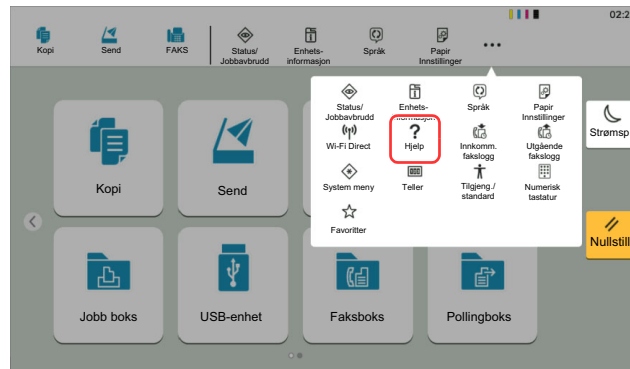 02:2
Kopi
Send
FAKS
Status/
Jobbavbrudd
Enhets-
informasjon
Språk
Papir
Innstillinger
Status/
Jobbavbrudd
Enhets-
informasjon
Språk
Papir
Innstillinger
Wi-Fi Direct
? Hjelp
Innkomm.
fakslogg
Utgående
fakslogg
System meny
Teller
Tilgjeng./
standard
Numerisk
tastatur
Favoritter
Kopi
Send
Strømsp
Nullstill
Jobb boks
USB-enhet
Faksboks
Pollingboks